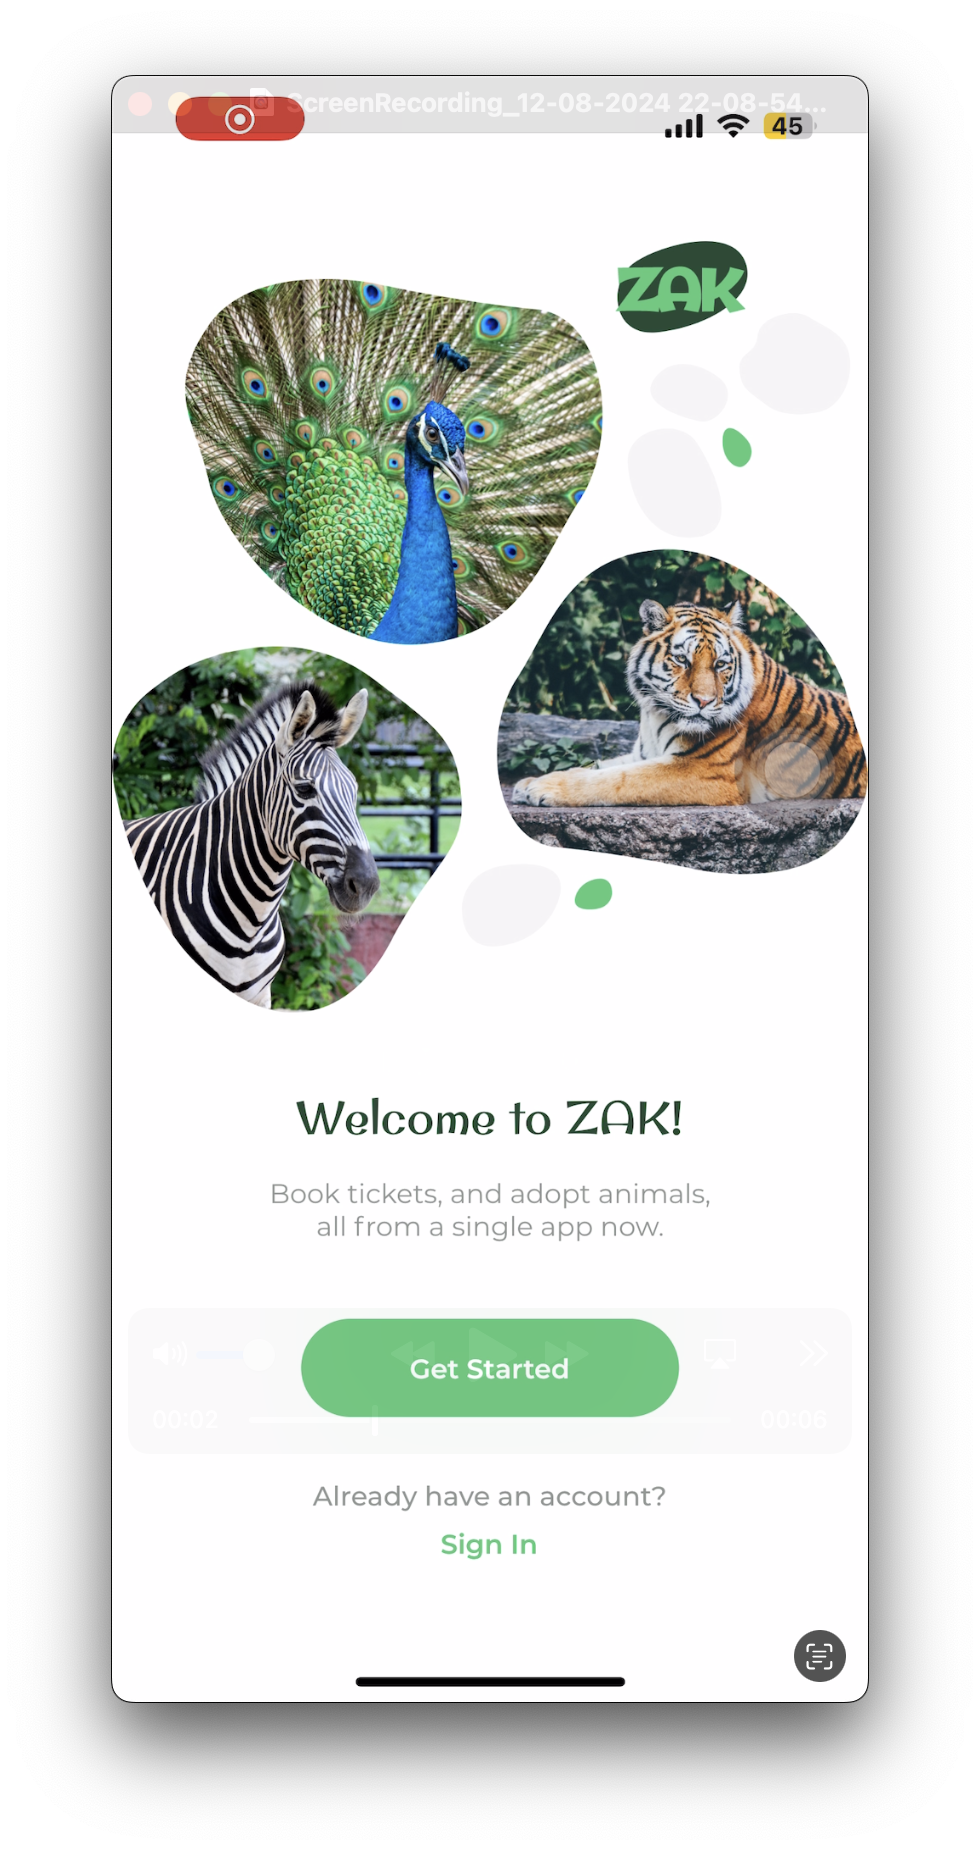 ScreenRecording_12-08-2024 22-08-54...
45
ZAK
Welcome to ZAK!
Book tickets, and adopt animals,
all from a single app now.
Get Started
00:02
00:06
Already have an account?
Sign In